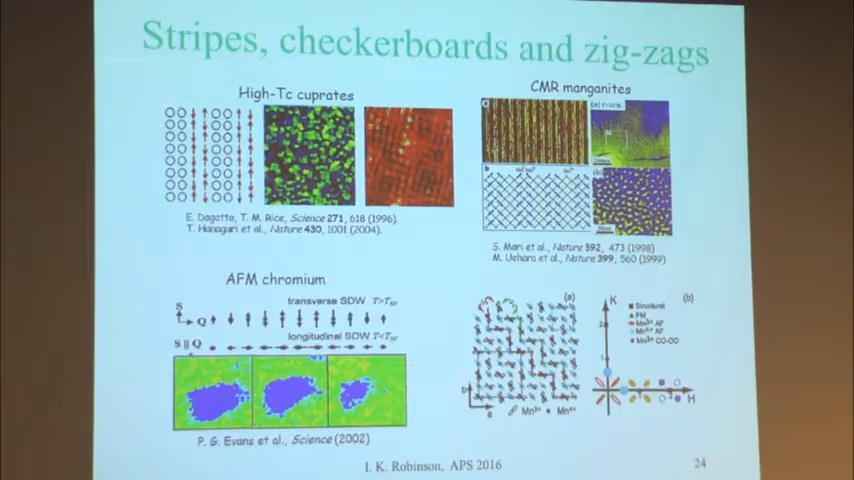 Stripes, checkerboards and zig-zags
High-Tc cuprates
CMR manganites
E. Dagotto, T. M. Rice, Science 271, 618 (1996).
T. Hanaguri et al., Nature 430, 1001 (2004).
S. Mori et al., Nature 392, 473 (1998)
M. Uehara et al., Nature 399, 560 (1999)
AFM chromium
transverse SDW T>T
S
Q
longitudinal SDW T<T
S || Q
P. G. Evans et al., Science (2002)
(a)
b
a
Mn³⁺ Mn⁴⁺
K
(b)
Structural
FM
Mn³⁺ AF
Mn⁴⁺ AF
Mn³⁺ CO-OO
2
1
H
I. K. Robinson, APS 2016
24